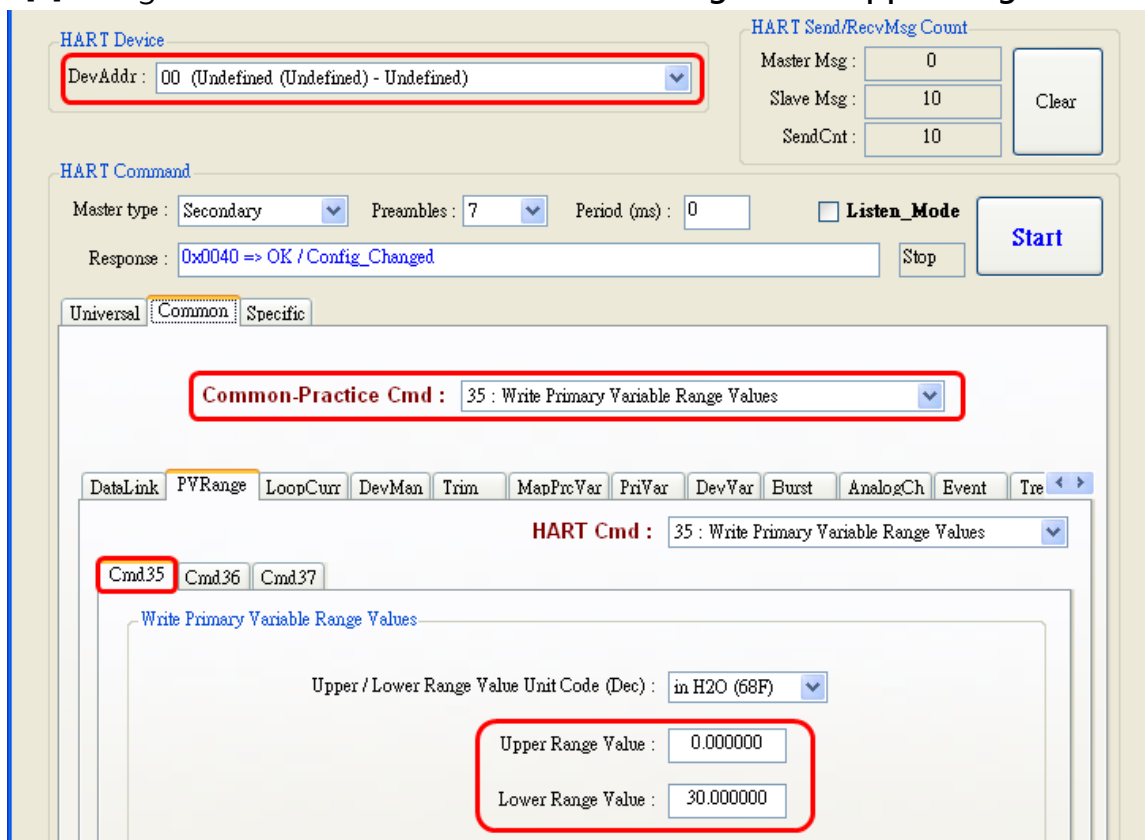 HART Device
DevAddr : 00 (Undefined (Undefined) - Undefined)
HART Send/RecvMsg Count
Master Msg : 0
Slave Msg : 10
SendCnt : 10
Clear
HART Command
Master type : Secondary Preambles : 7 Period (ms) : 0 Listen_Mode
Start
Response : 0x0040 => OK / Config_Changed Stop
Universal Common Specific
Common-Practice Cmd : 35 : Write Primary Variable Range Values
DataLink PVRange LoopCurr DevMan Trim MapPrcVar PriVar DevVar Burst AnalogCh Event Tre
HART Cmd : 35 : Write Primary Variable Range Values
Cmd35 Cmd36 Cmd37
Write Primary Variable Range Values
Upper / Lower Range Value Unit Code (Dec) : in H2O (68F)
Upper Range Value : 0.000000
Lower Range Value : 30.000000